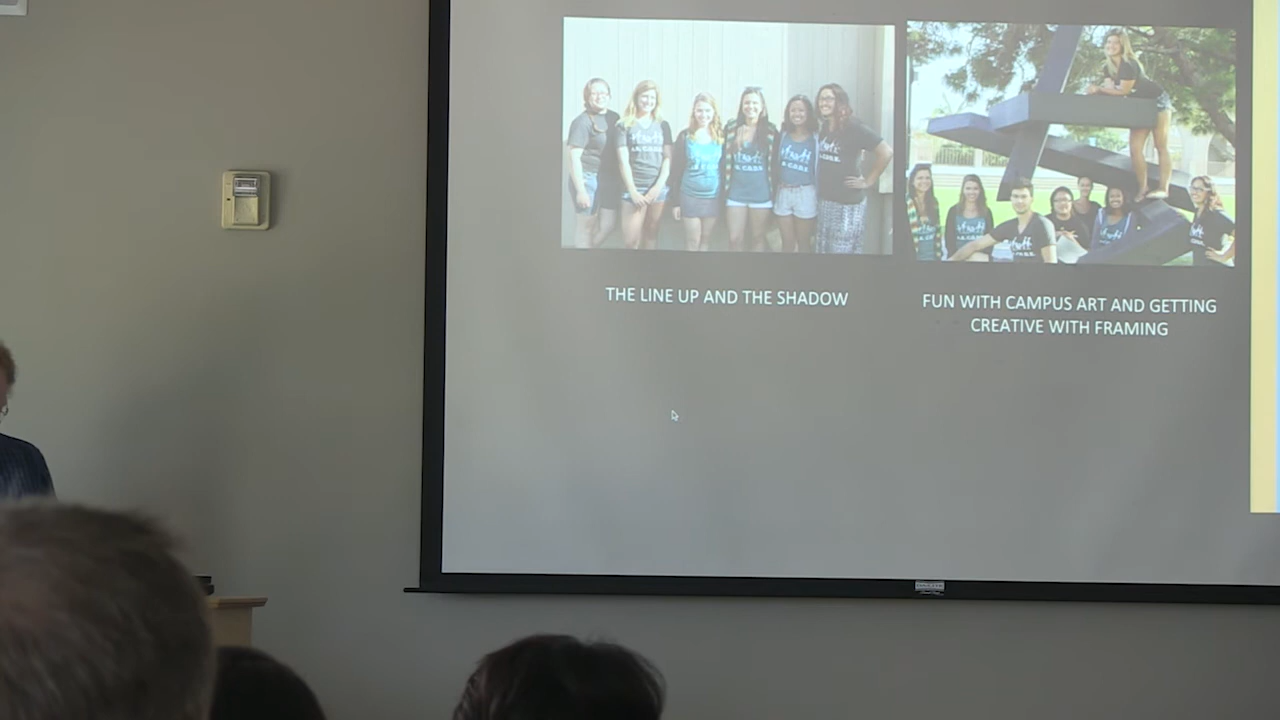 THE LINE UP AND THE SHADOW
FUN WITH CAMPUS ART AND GETTING
CREATIVE WITH FRAMING